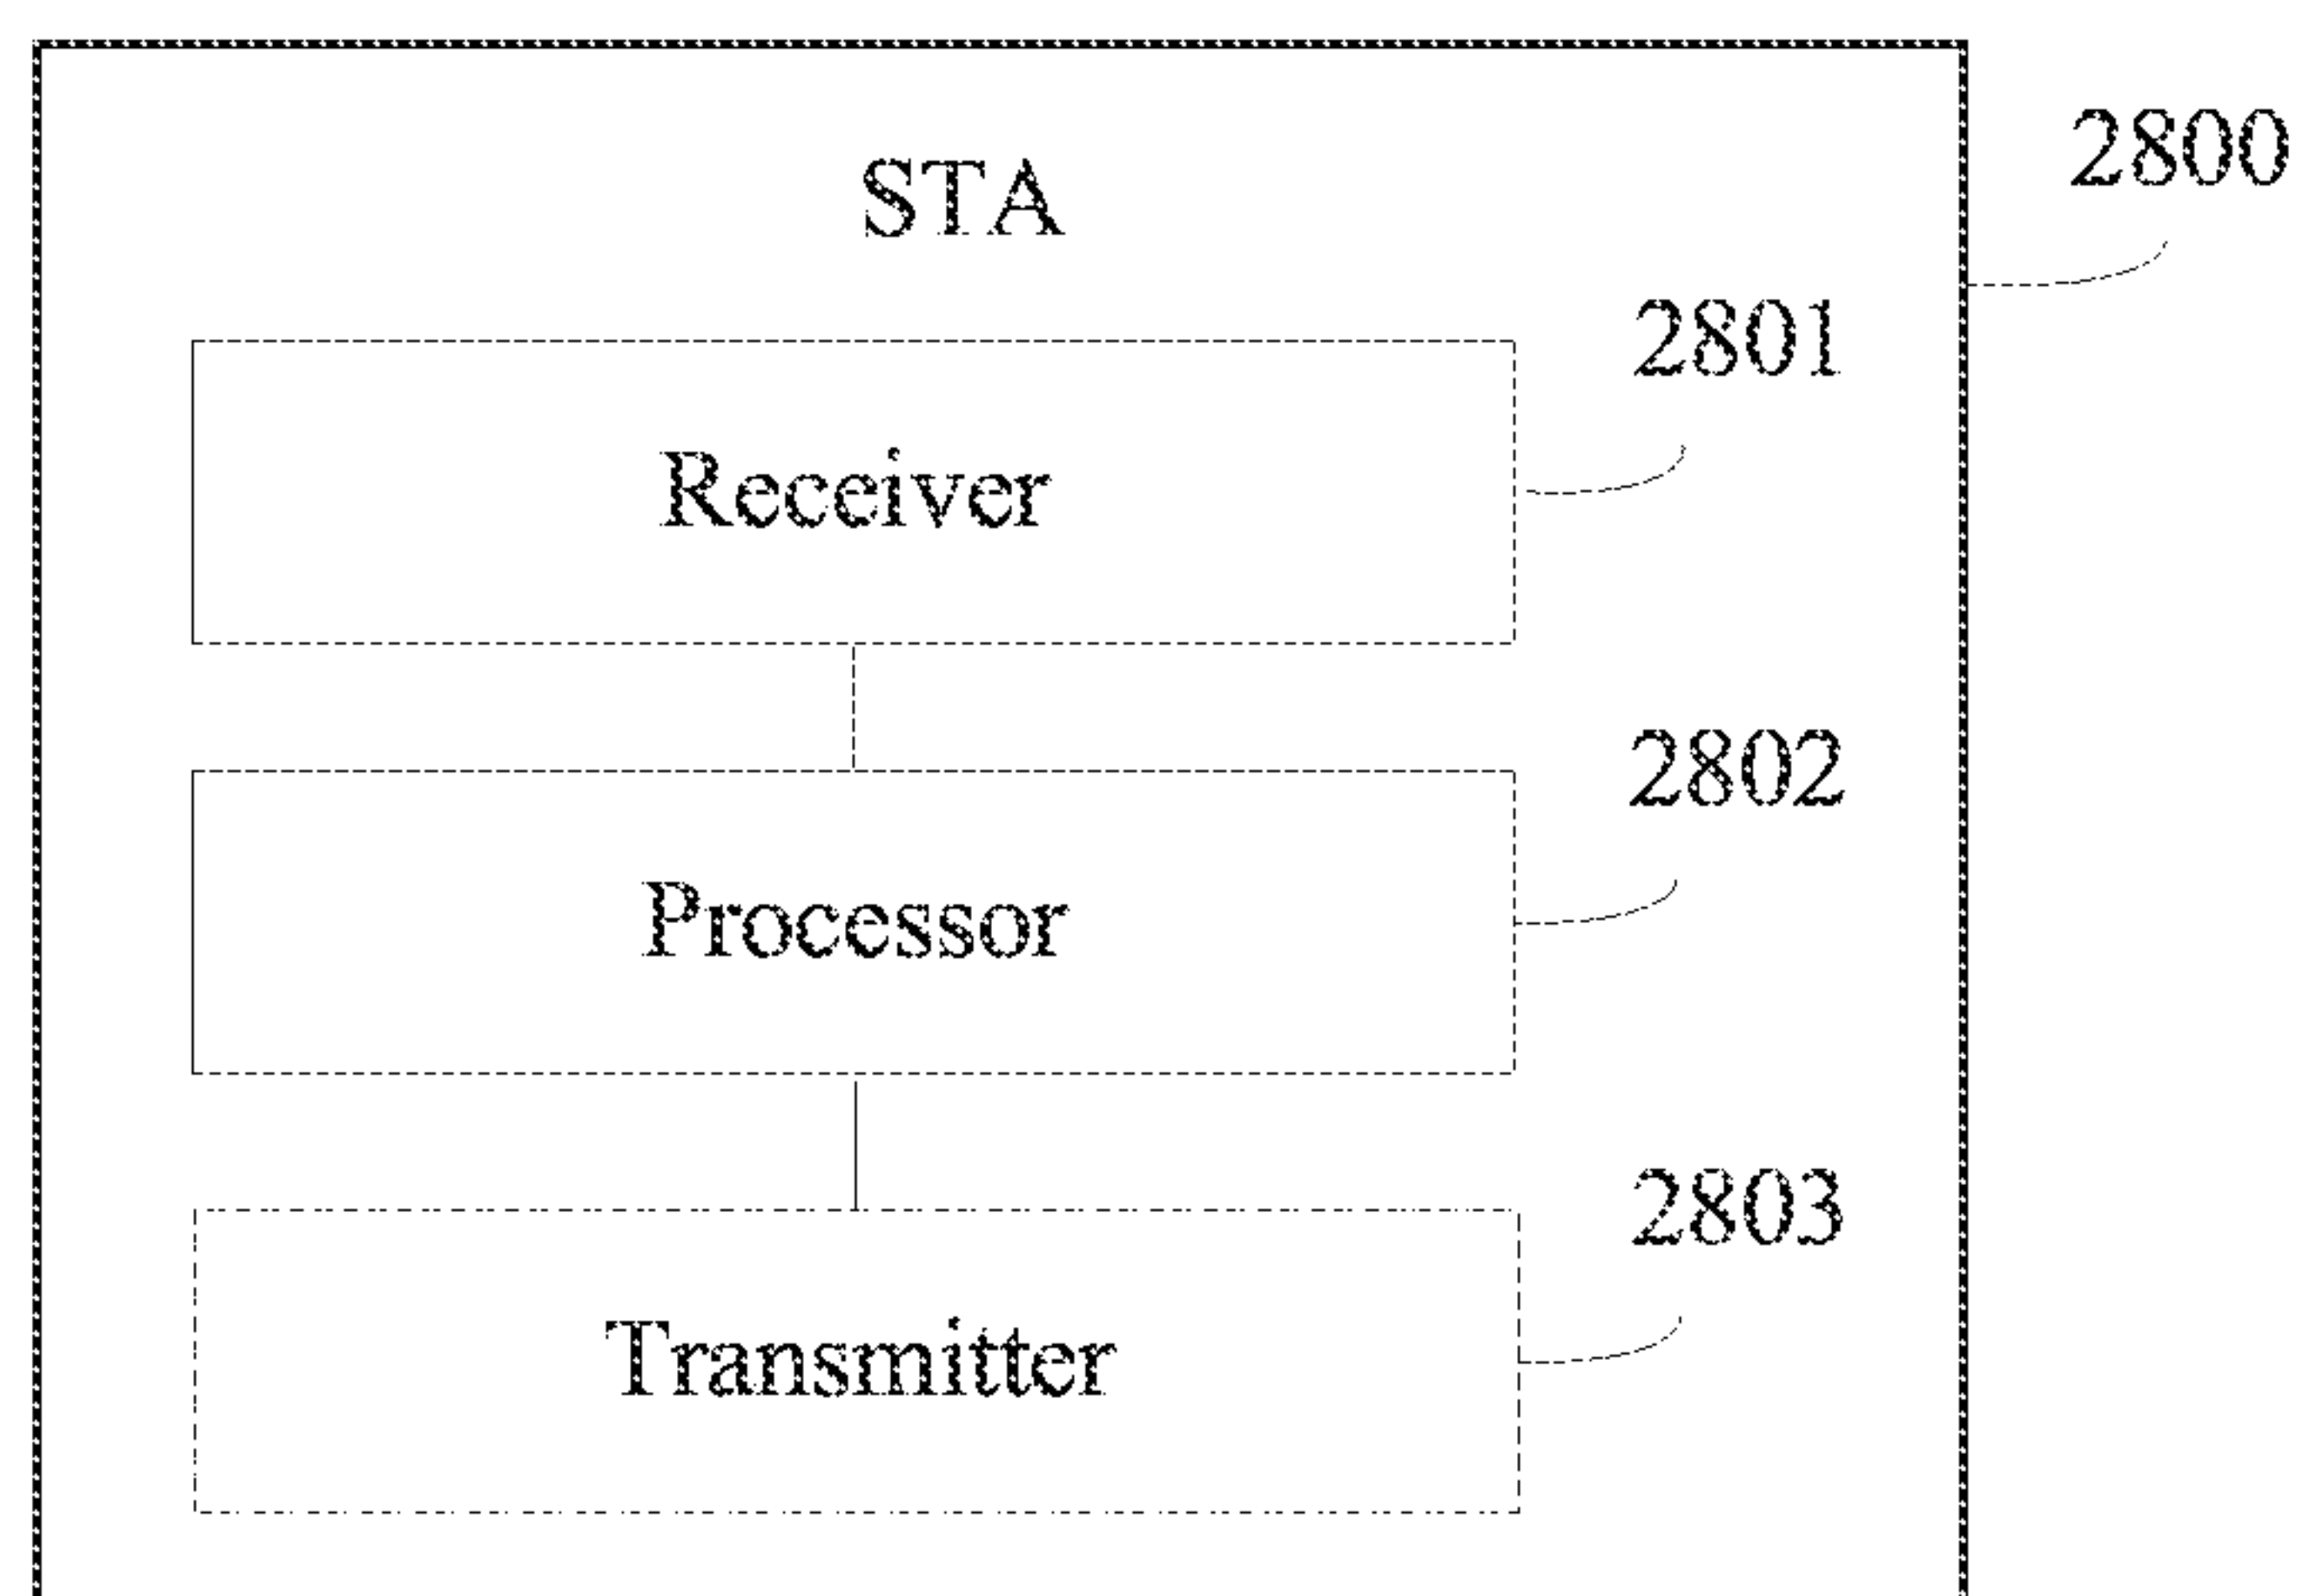 2800
STA
2801
Receiver
2802
Processor
2803
Transmitter